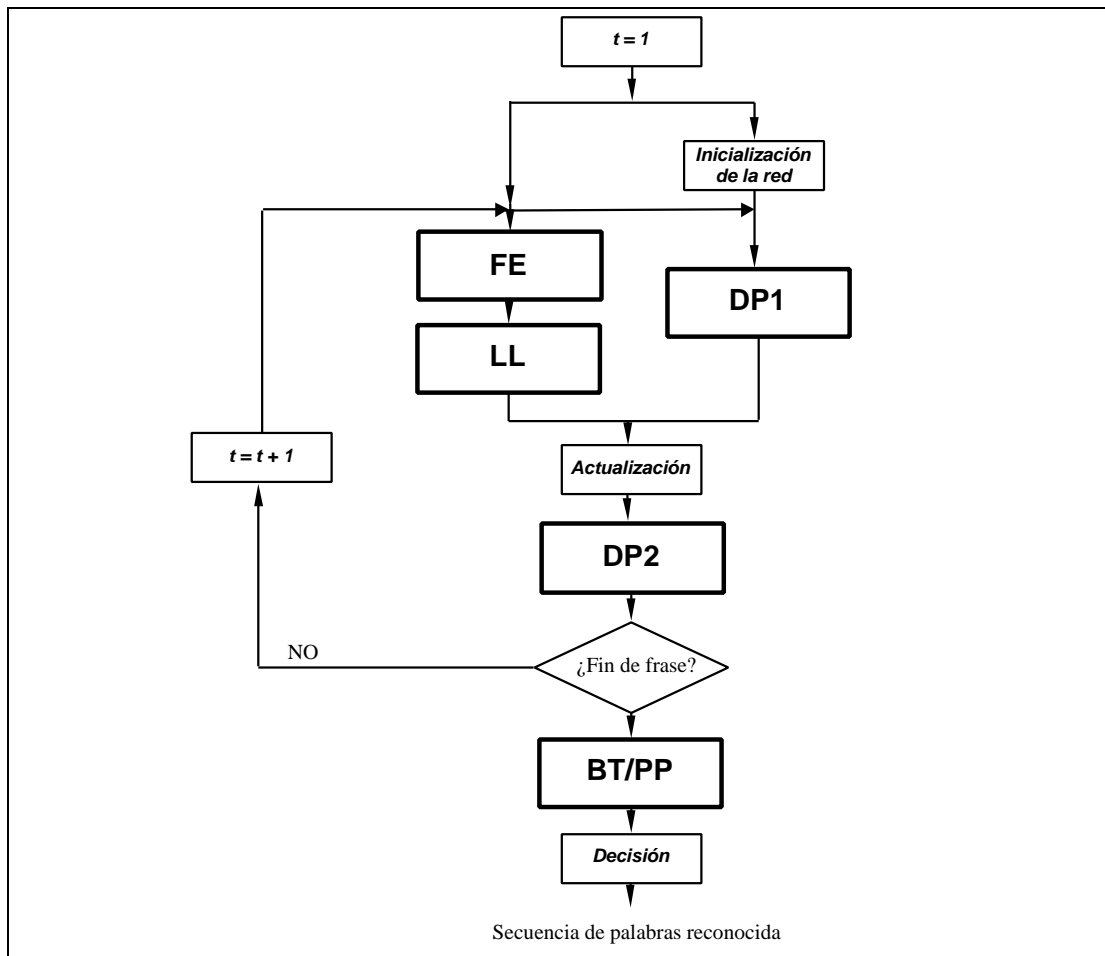 t = 1
Inicialización
de la red
FE
DP1
LL
t = t + 1
Actualización
DP2
NO
¿Fin de frase?
BT/PP
Decisión
Secuencia de palabras reconocida